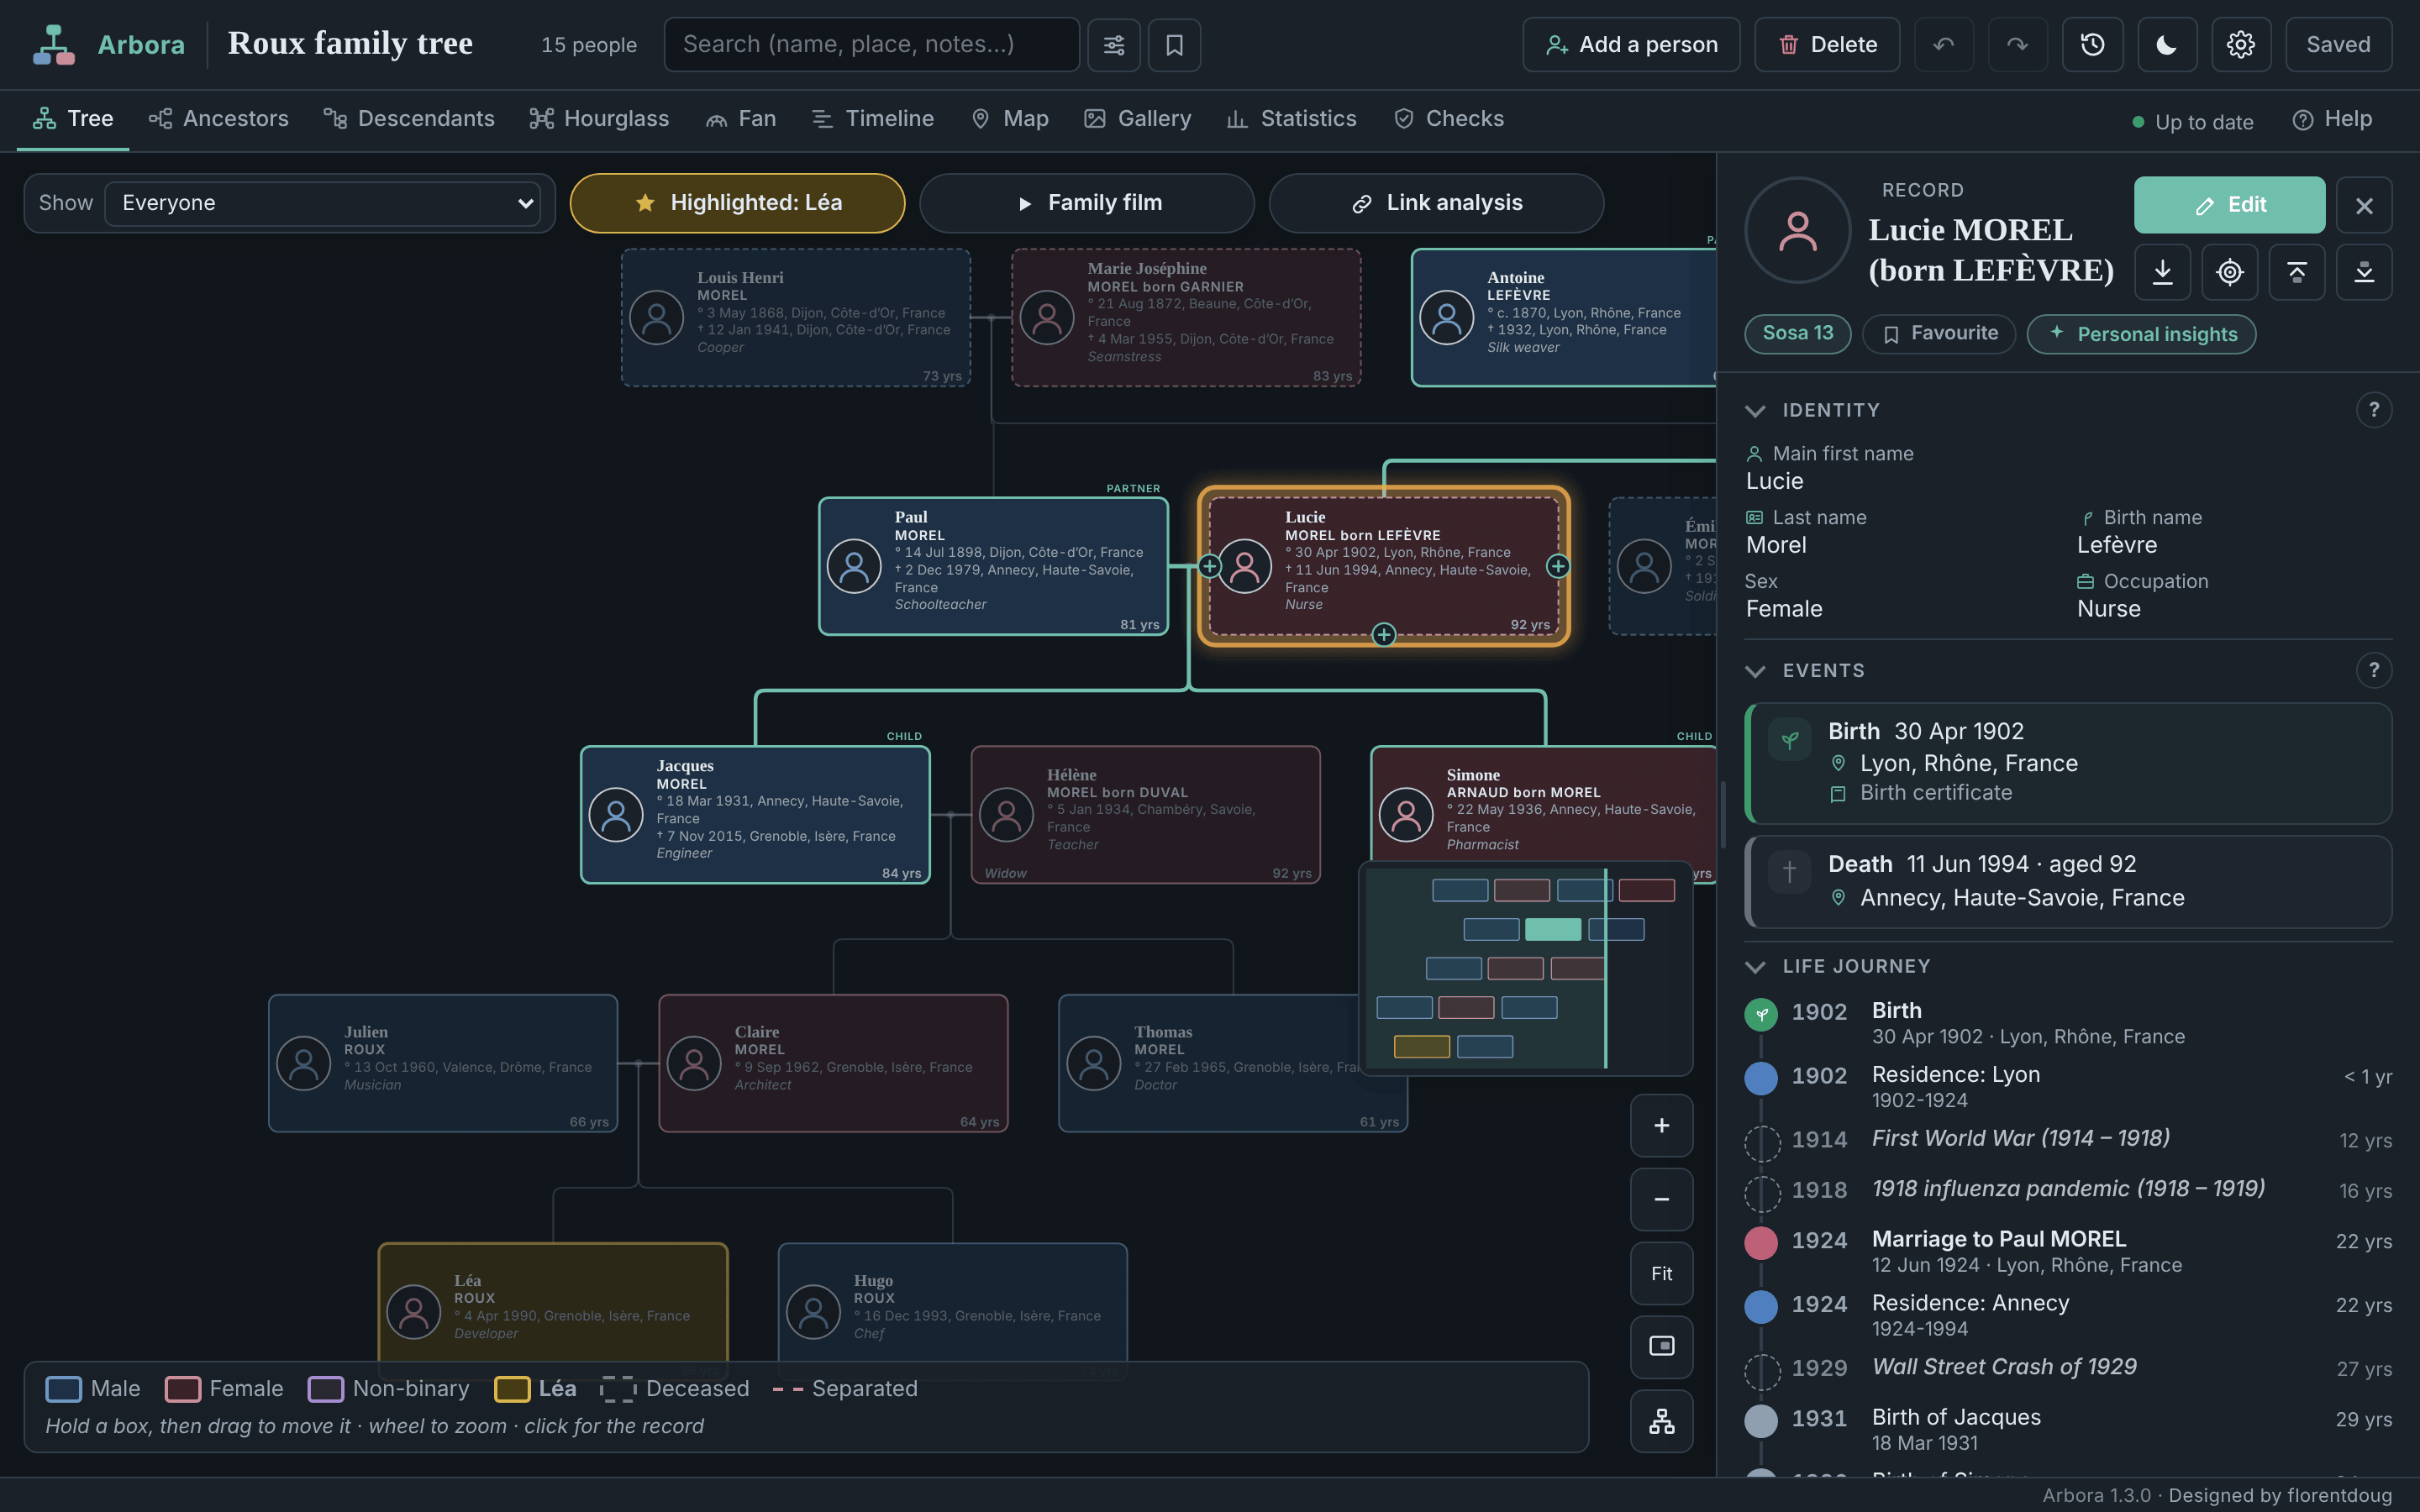 Arbora
Roux family tree
15 people
Search (name, place, notes...)
Add a person
Delete
Saved
Tree
Ancestors
Descendants
Hourglass
Fan
Timeline
Map
Gallery
Statistics
Checks
Up to date
Help
Show
Everyone
Highlighted: Léa
Family film
Link analysis
Louis Henri
MOREL
° 3 May 1868, Dijon, Côte-d'Or, France
† 12 Jan 1941, Dijon, Côte-d'Or, France
Cooper
73 yrs
Marie Joséphine
MOREL born GARNIER
° 21 Aug 1872, Beaune, Côte-d'Or,
France
† 4 Mar 1955, Dijon, Côte-d'Or, France
Seamstress
83 yrs
Antoine
LEFÈVRE
° c. 1870, Lyon, Rhône, France
† 1932, Lyon, Rhône, France
Silk weaver
PARTNER
Paul
MOREL
° 14 Jul 1898, Dijon, Côte-d'Or, France
† 2 Dec 1979, Annecy, Haute-Savoie,
France
Schoolteacher
81 yrs
Lucie
MOREL born LEFÈVRE
° 30 Apr 1902, Lyon, Rhône, France
† 11 Jun 1994, Annecy, Haute-Savoie,
France
Nurse
92 yrs
CHILD
Jacques
MOREL
° 18 Mar 1931, Annecy, Haute-Savoie,
France
† 7 Nov 2015, Grenoble, Isère, France
Engineer
84 yrs
Hélène
MOREL born DUVAL
° 5 Jan 1934, Chambéry, Savoie,
France
Teacher
Widow
92 yrs
CHILD
Simone
ARNAUD born MOREL
° 22 May 1936, Annecy, Haute-Savoie,
France
Pharmacist
yrs
Julien
ROUX
° 13 Oct 1960, Valence, Drôme, France
Musician
66 yrs
Claire
MOREL
° 9 Sep 1962, Grenoble, Isère, France
Architect
64 yrs
Thomas
MOREL
° 27 Feb 1965, Grenoble, Isère,
Doctor
61 yrs
Léa
ROUX
° 4 Apr 1990, Grenoble, Isère, France
Developer
Hugo
ROUX
° 16 Dec 1993, Grenoble, Isère, France
Chef
Fit
Male
Female
Non-binary
Léa
Deceased
Separated
Hold a box, then drag to move it · wheel to zoom · click for the record
RECORD
Lucie MOREL
(born LEFÈVRE)
Edit
Sosa 13
Favourite
Personal insights
IDENTITY
?
Main first name
Lucie
Last name
Morel
Birth name
Lefèvre
Sex
Female
Occupation
Nurse
EVENTS
?
Birth 30 Apr 1902
Lyon, Rhône, France
Birth certificate
Death 11 Jun 1994 · aged 92
Annecy, Haute-Savoie, France
LIFE JOURNEY
1902 Birth
30 Apr 1902 · Lyon, Rhône, France
1902 Residence: Lyon < 1 yr
1902-1924
1914 First World War (1914 – 1918) 12 yrs
1918 1918 influenza pandemic (1918 – 1919) 16 yrs
1924 Marriage to Paul MOREL 22 yrs
12 Jun 1924 · Lyon, Rhône, France
1924 Residence: Annecy 22 yrs
1924-1994
1929 Wall Street Crash of 1929 27 yrs
1931 Birth of Jacques 29 yrs
18 Mar 1931
Arbora 1.3.0 · Designed by florentdoug